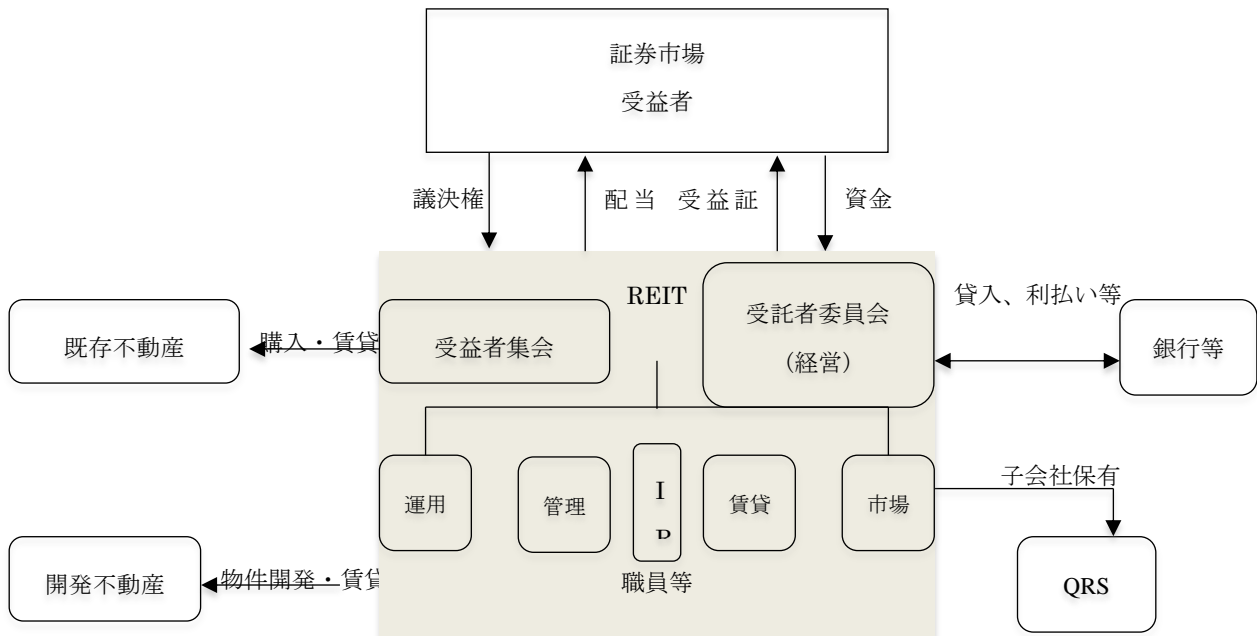 証券市場
受益者
議決権
配当 受益証
資金
REIT
受託者委員会
（経営）
貸入、利払い等
既存不動産
購入・賃貸
受益者集会
銀行等
運用
管理
I
賃貸
市場
子会社保有
開発不動産
物件開発・賃貸
職員等
QRS